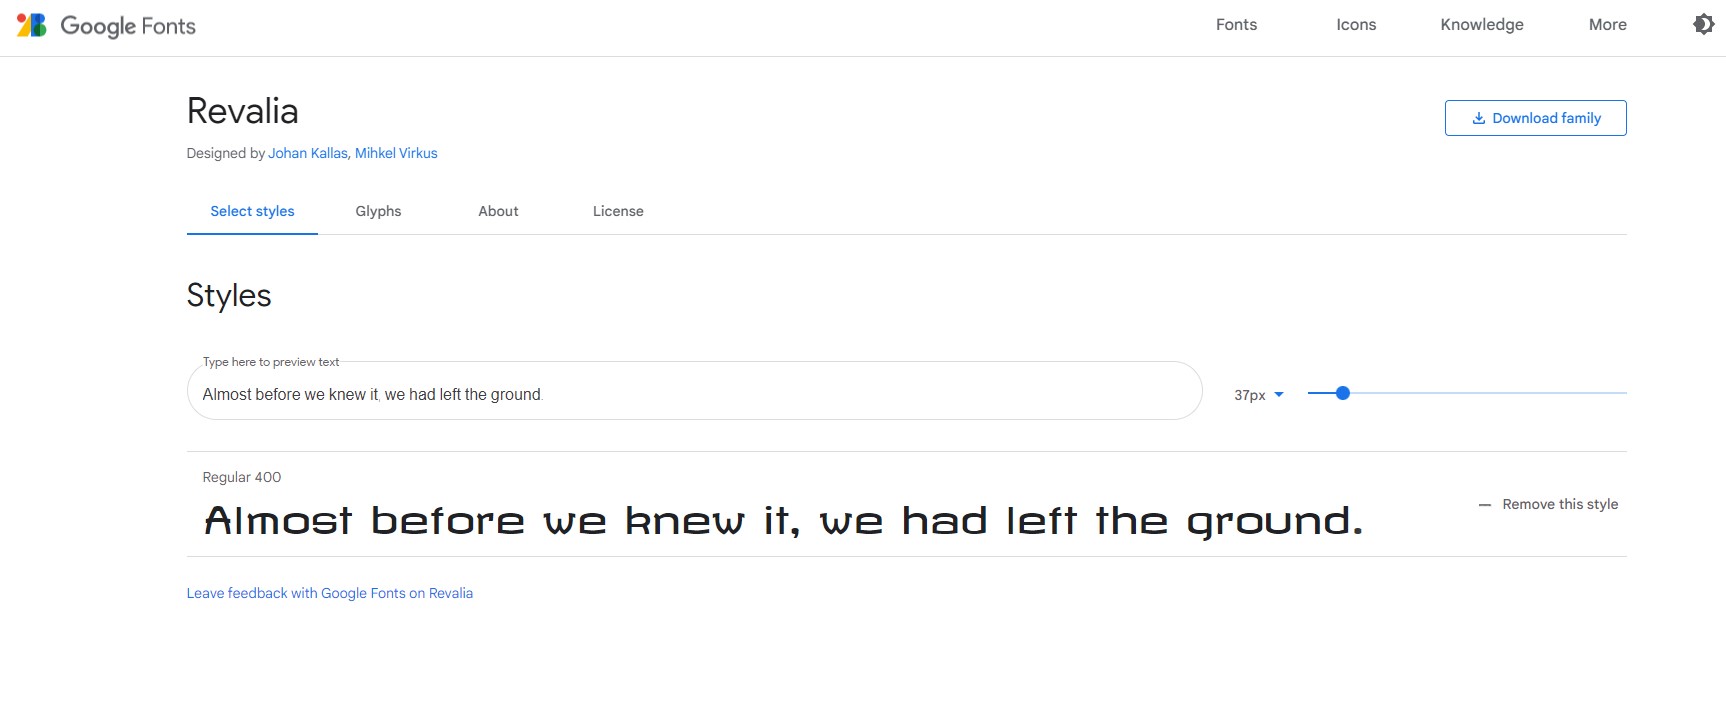 Google Fonts
Fonts Icons Knowledge More
Revalia
Download family
Designed by Johan Kallas, Mihkel Virkus
Select styles Glyphs About License
Styles
Type here to preview text
Almost before we knew it, we had left the ground.
37px
Regular 400
Almost before we knew it, we had left the ground.
Remove this style
Leave feedback with Google Fonts on Revalia